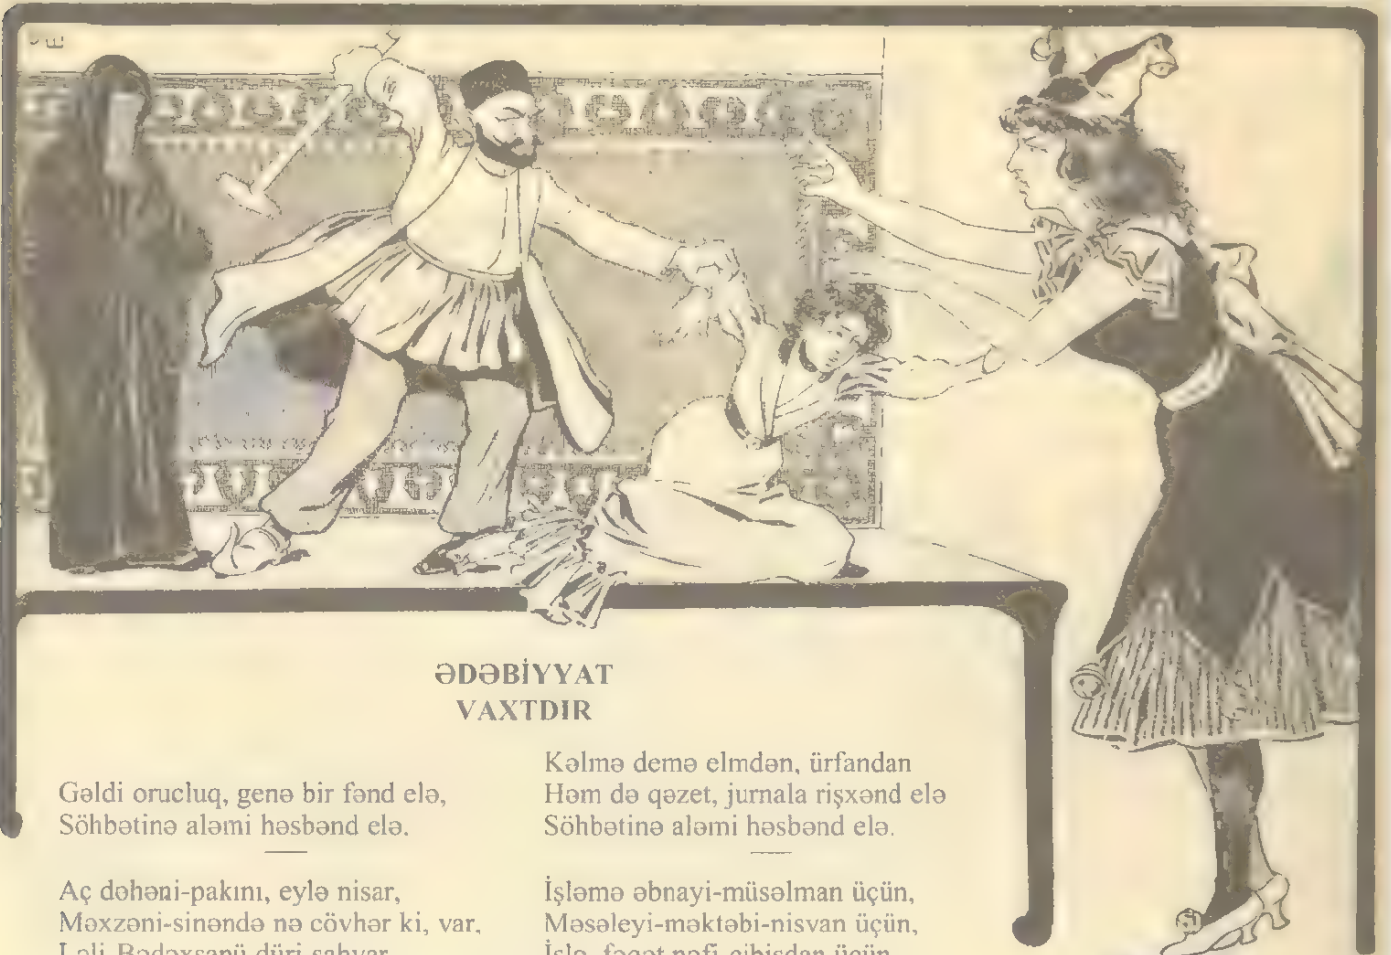 ƏDƏBİYYAT
VAXTDIR
Gəldi orucluq, genə bir fənd elə,
Söhbətinə aləmi həsbənd elə.
Aç dəhəni-pakını, eylə nisar,
Məxzəni-sinəndə nə cövhər ki, var,
Kəlmə demə elmdən, ürfandan
Həm də qəzet, jurnala rişxənd elə
Söhbətinə aləmi həsbənd elə.
İşləmə əbnayi-müsəlman üçün,
Məsələyi-məktəbi-nisvan üçün,